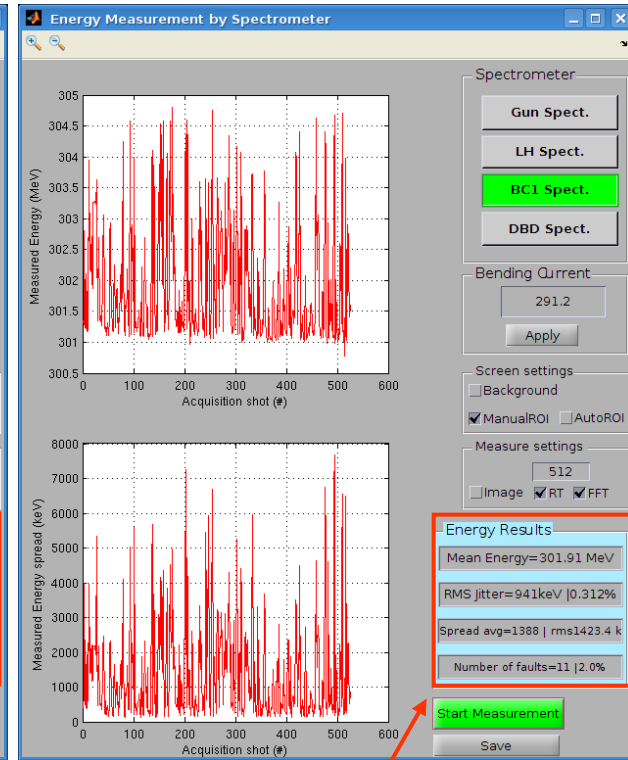 Energy Measurement by Spectrometer
305
304.5
304
303.5
303
302.5
302
301.5
301
300.5
Measured Energy (MeV)
0 100 200 300 400 500 600
Acquisition shot (#)
8000
7000
6000
5000
4000
3000
2000
1000
0
Measured Energy spread (keV)
0 100 200 300 400 500 600
Acquisition shot (#)
Spectrometer
Gun Spect.
LH Spect.
BC1 Spect.
DBD Spect.
Bending Current
291.2
Apply
Screen settings
Background
ManualROI AutoROI
Measure settings
512
Image RT FFT
Energy Results
Mean Energy=301.91 MeV
RMS Jitter=941keV |0.312%
Spread avg=1388 | rms1423.4 k
Number of faults=11 |2.0%
Start Measurement
Save